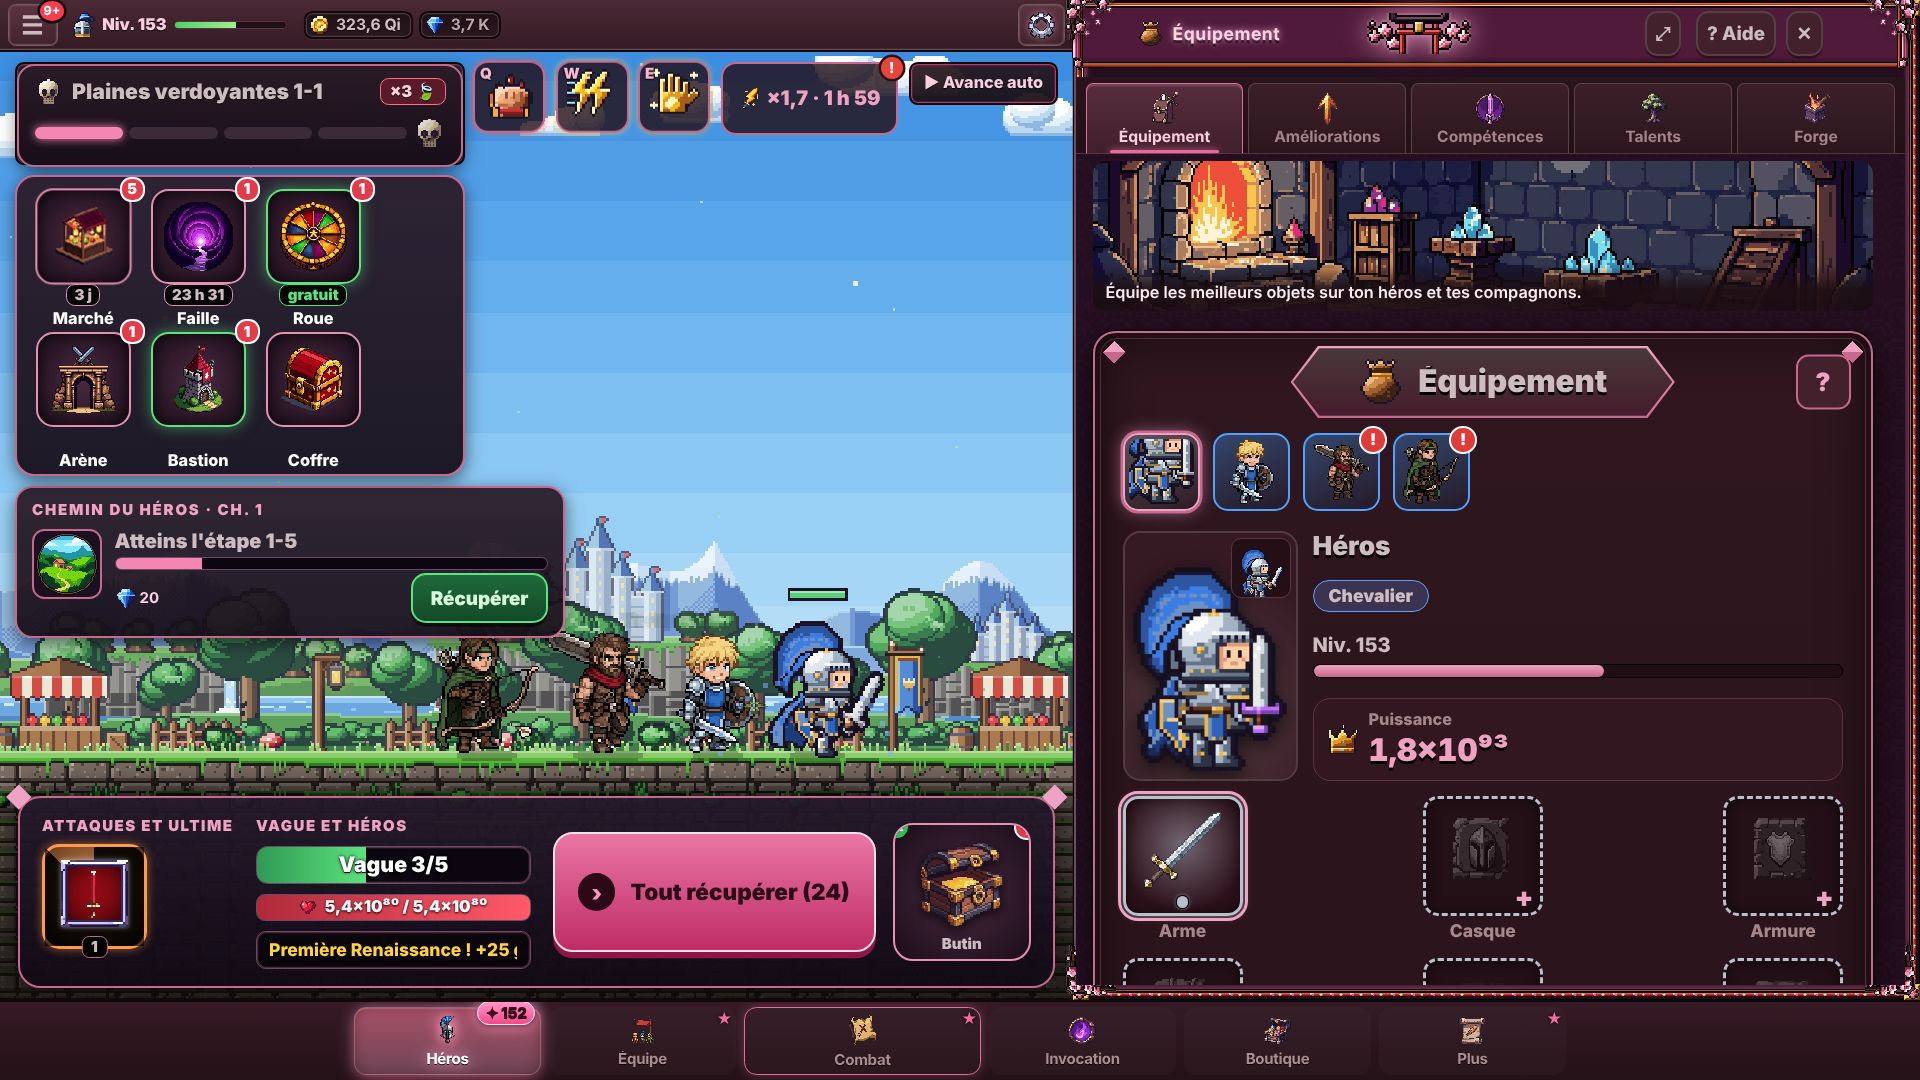 9+
Niv. 153
323,6 Qi
3,7 K
Plaines verdoyantes 1-1
×3
Q
W
E
×1,7 · 1 h 59
!
▶ Avance auto
5
1
1
3 j
23 h 31
gratuit
Marché
Faille
Roue
1
1
Arène
Bastion
Coffre
CHEMIN DU HÉROS · CH. 1
Atteins l'étape 1-5
20
Récupérer
ATTAQUES ET ULTIME
1
VAGUE ET HÉROS
Vague 3/5
5,4×10⁸⁰ / 5,4×10⁸⁰
Première Renaissance ! +25
Tout récupérer (24)
Butin
Équipement
? Aide
Équipement
Améliorations
Compétences
Talents
Forge
Équipe les meilleurs objets sur ton héros et tes compagnons.
Équipement
?
!
!
Héros
Chevalier
Niv. 153
Puissance
1,8×10⁹³
Arme
Casque
Armure
152
Héros
Équipe
Combat
Invocation
Boutique
Plus